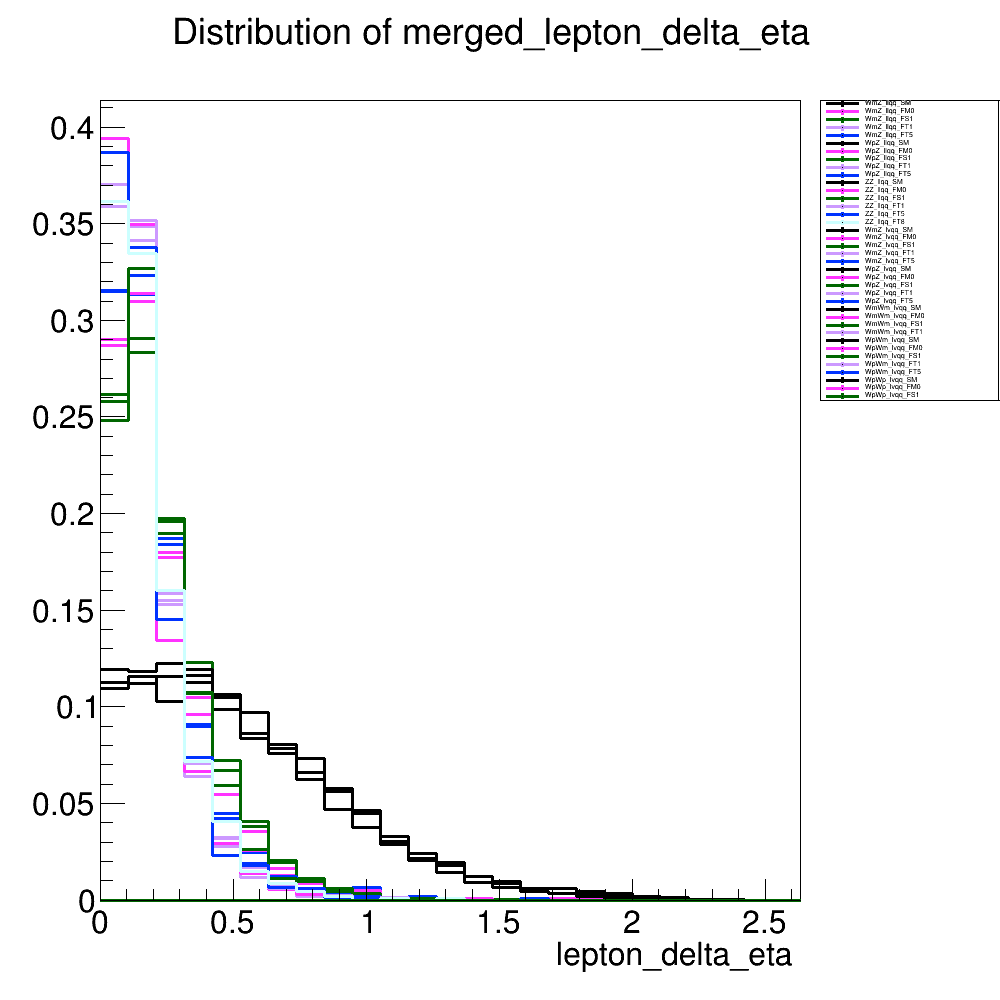 Distribution of merged_lepton_delta_eta
0.4
0.35
0.3
0.25
0.2
0.15
0.1
0.05
0
0 0.5 1 1.5 2 2.5
lepton_delta_eta
WmZ_llqq_SM
WmZ_llqq_FM0
WmZ_llqq_FS1
WmZ_llqq_FT1
WmZ_llqq_FT5
WpZ_llqq_SM
WpZ_llqq_FM0
WpZ_llqq_FS1
WpZ_llqq_FT1
WpZ_llqq_FT5
ZZ_llqq_SM
ZZ_llqq_FM0
ZZ_llqq_FS1
ZZ_llqq_FT1
ZZ_llqq_FT5
ZZ_llqq_FT8
WmZ_lvqq_SM
WmZ_lvqq_FM0
WmZ_lvqq_FS1
WmZ_lvqq_FT1
WmZ_lvqq_FT5
WpZ_lvqq_SM
WpZ_lvqq_FM0
WpZ_lvqq_FS1
WpZ_lvqq_FT1
WpZ_lvqq_FT5
WmWm_lvqq_SM
WmWm_lvqq_FM0
WmWm_lvqq_FS1
WmWm_lvqq_FT1
WpWm_lvqq_SM
WpWm_lvqq_FM0
WpWm_lvqq_FS1
WpWm_lvqq_FT1
WpWm_lvqq_FT5
WpWp_lvqq_SM
WpWp_lvqq_FM0
WpWp_lvqq_FS1